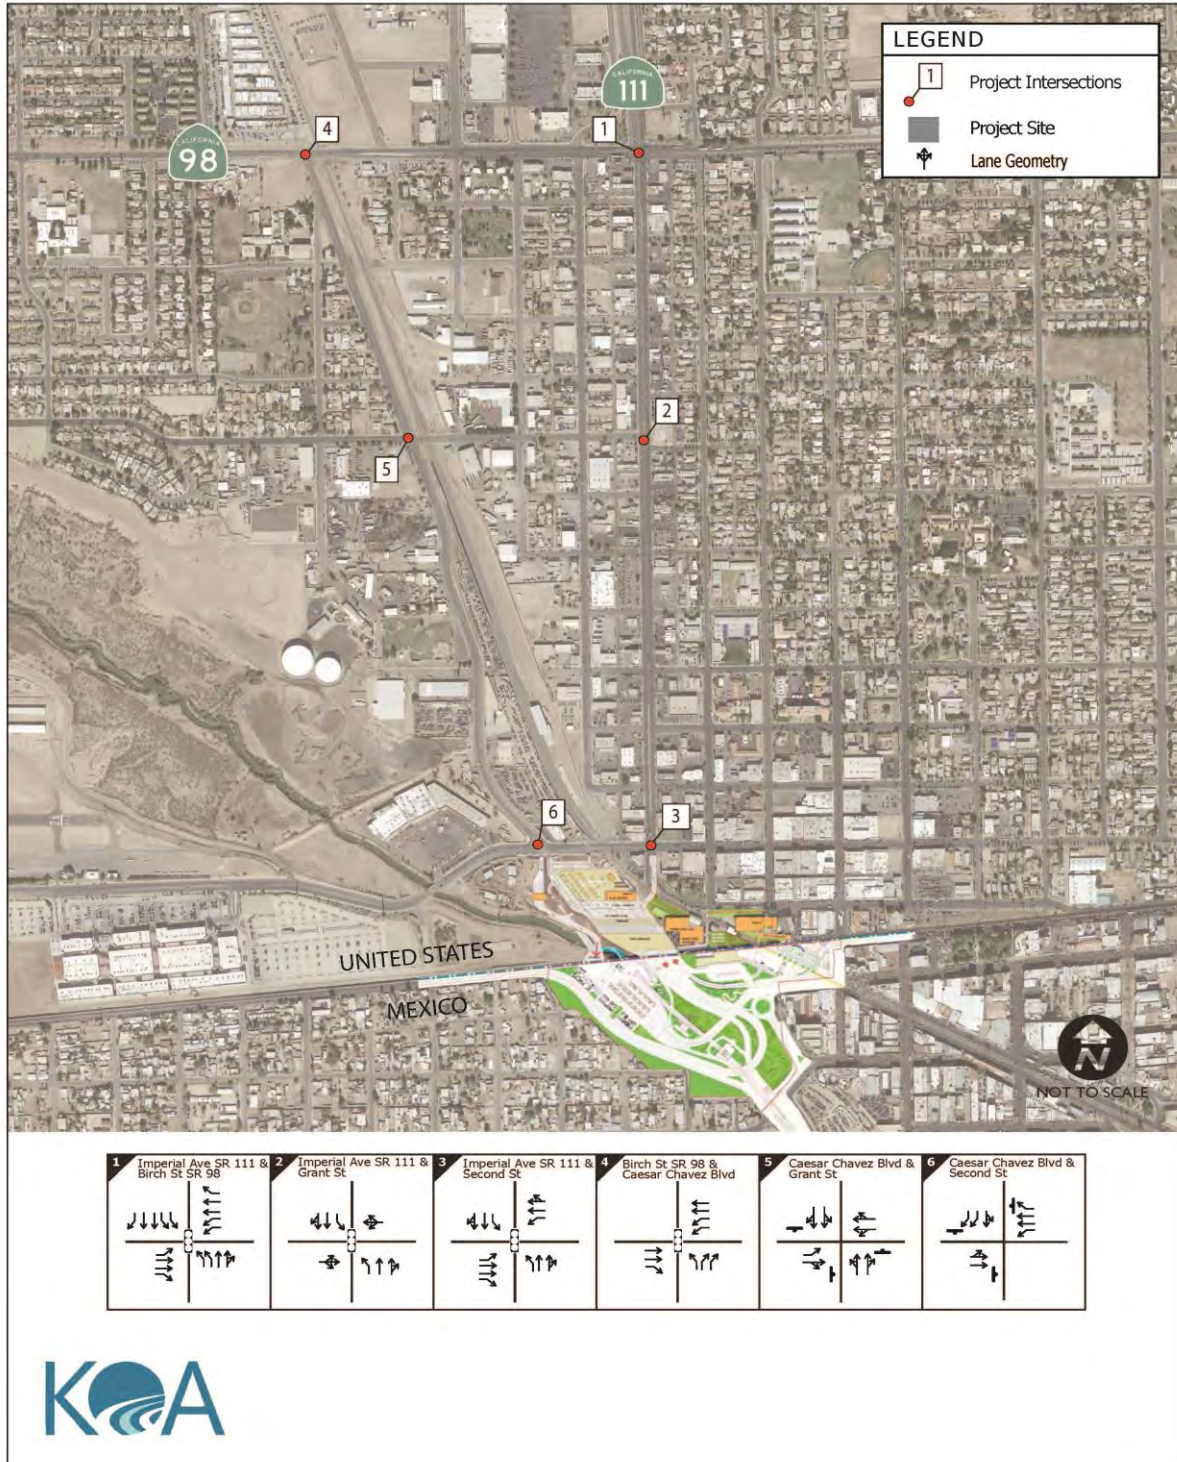 LEGEND
1
Project Intersections
Project Site
Lane Geometry
CALIFORNIA
111
CALIFORNIA
98
4
1
2
5
6
3
UNITED STATES
MEXICO
N
NOT TO SCALE
1 Imperial Ave SR 111 &
Birch St SR 98
2 Imperial Ave SR 111 &
Grant St
3 Imperial Ave SR 111 &
Second St
4 Birch St SR 98 &
Caesar Chavez Blvd
5 Caesar Chavez Blvd &
Grant St
6 Caesar Chavez Blvd &
Second St
KOA